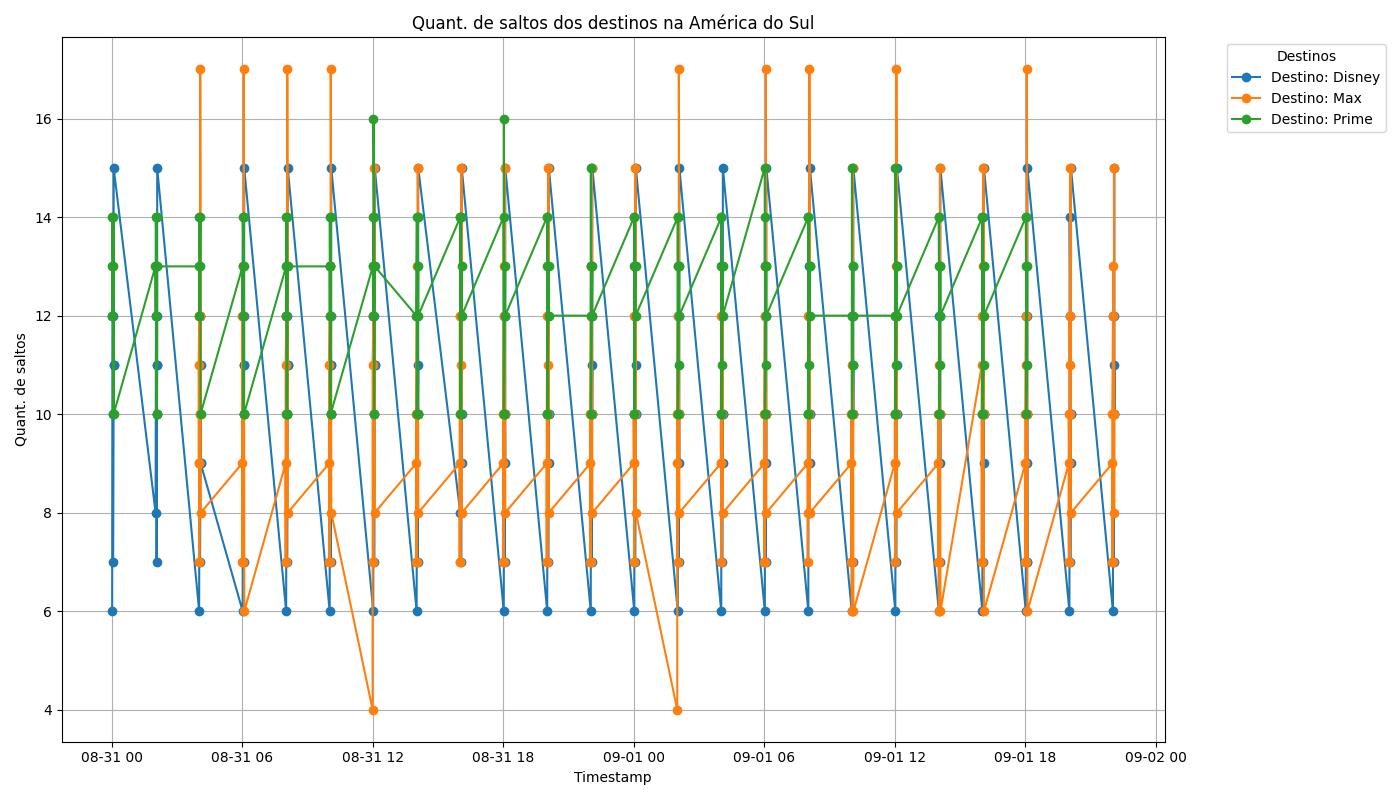 Quant. de saltos dos destinos na América do Sul
Destinos
Destino: Disney
Destino: Max
Destino: Prime
Quant. de saltos
16
14
12
10
8
6
4
08-31 00
08-31 06
08-31 12
08-31 18
09-01 00
09-01 06
09-01 12
09-01 18
09-02 00
Timestamp